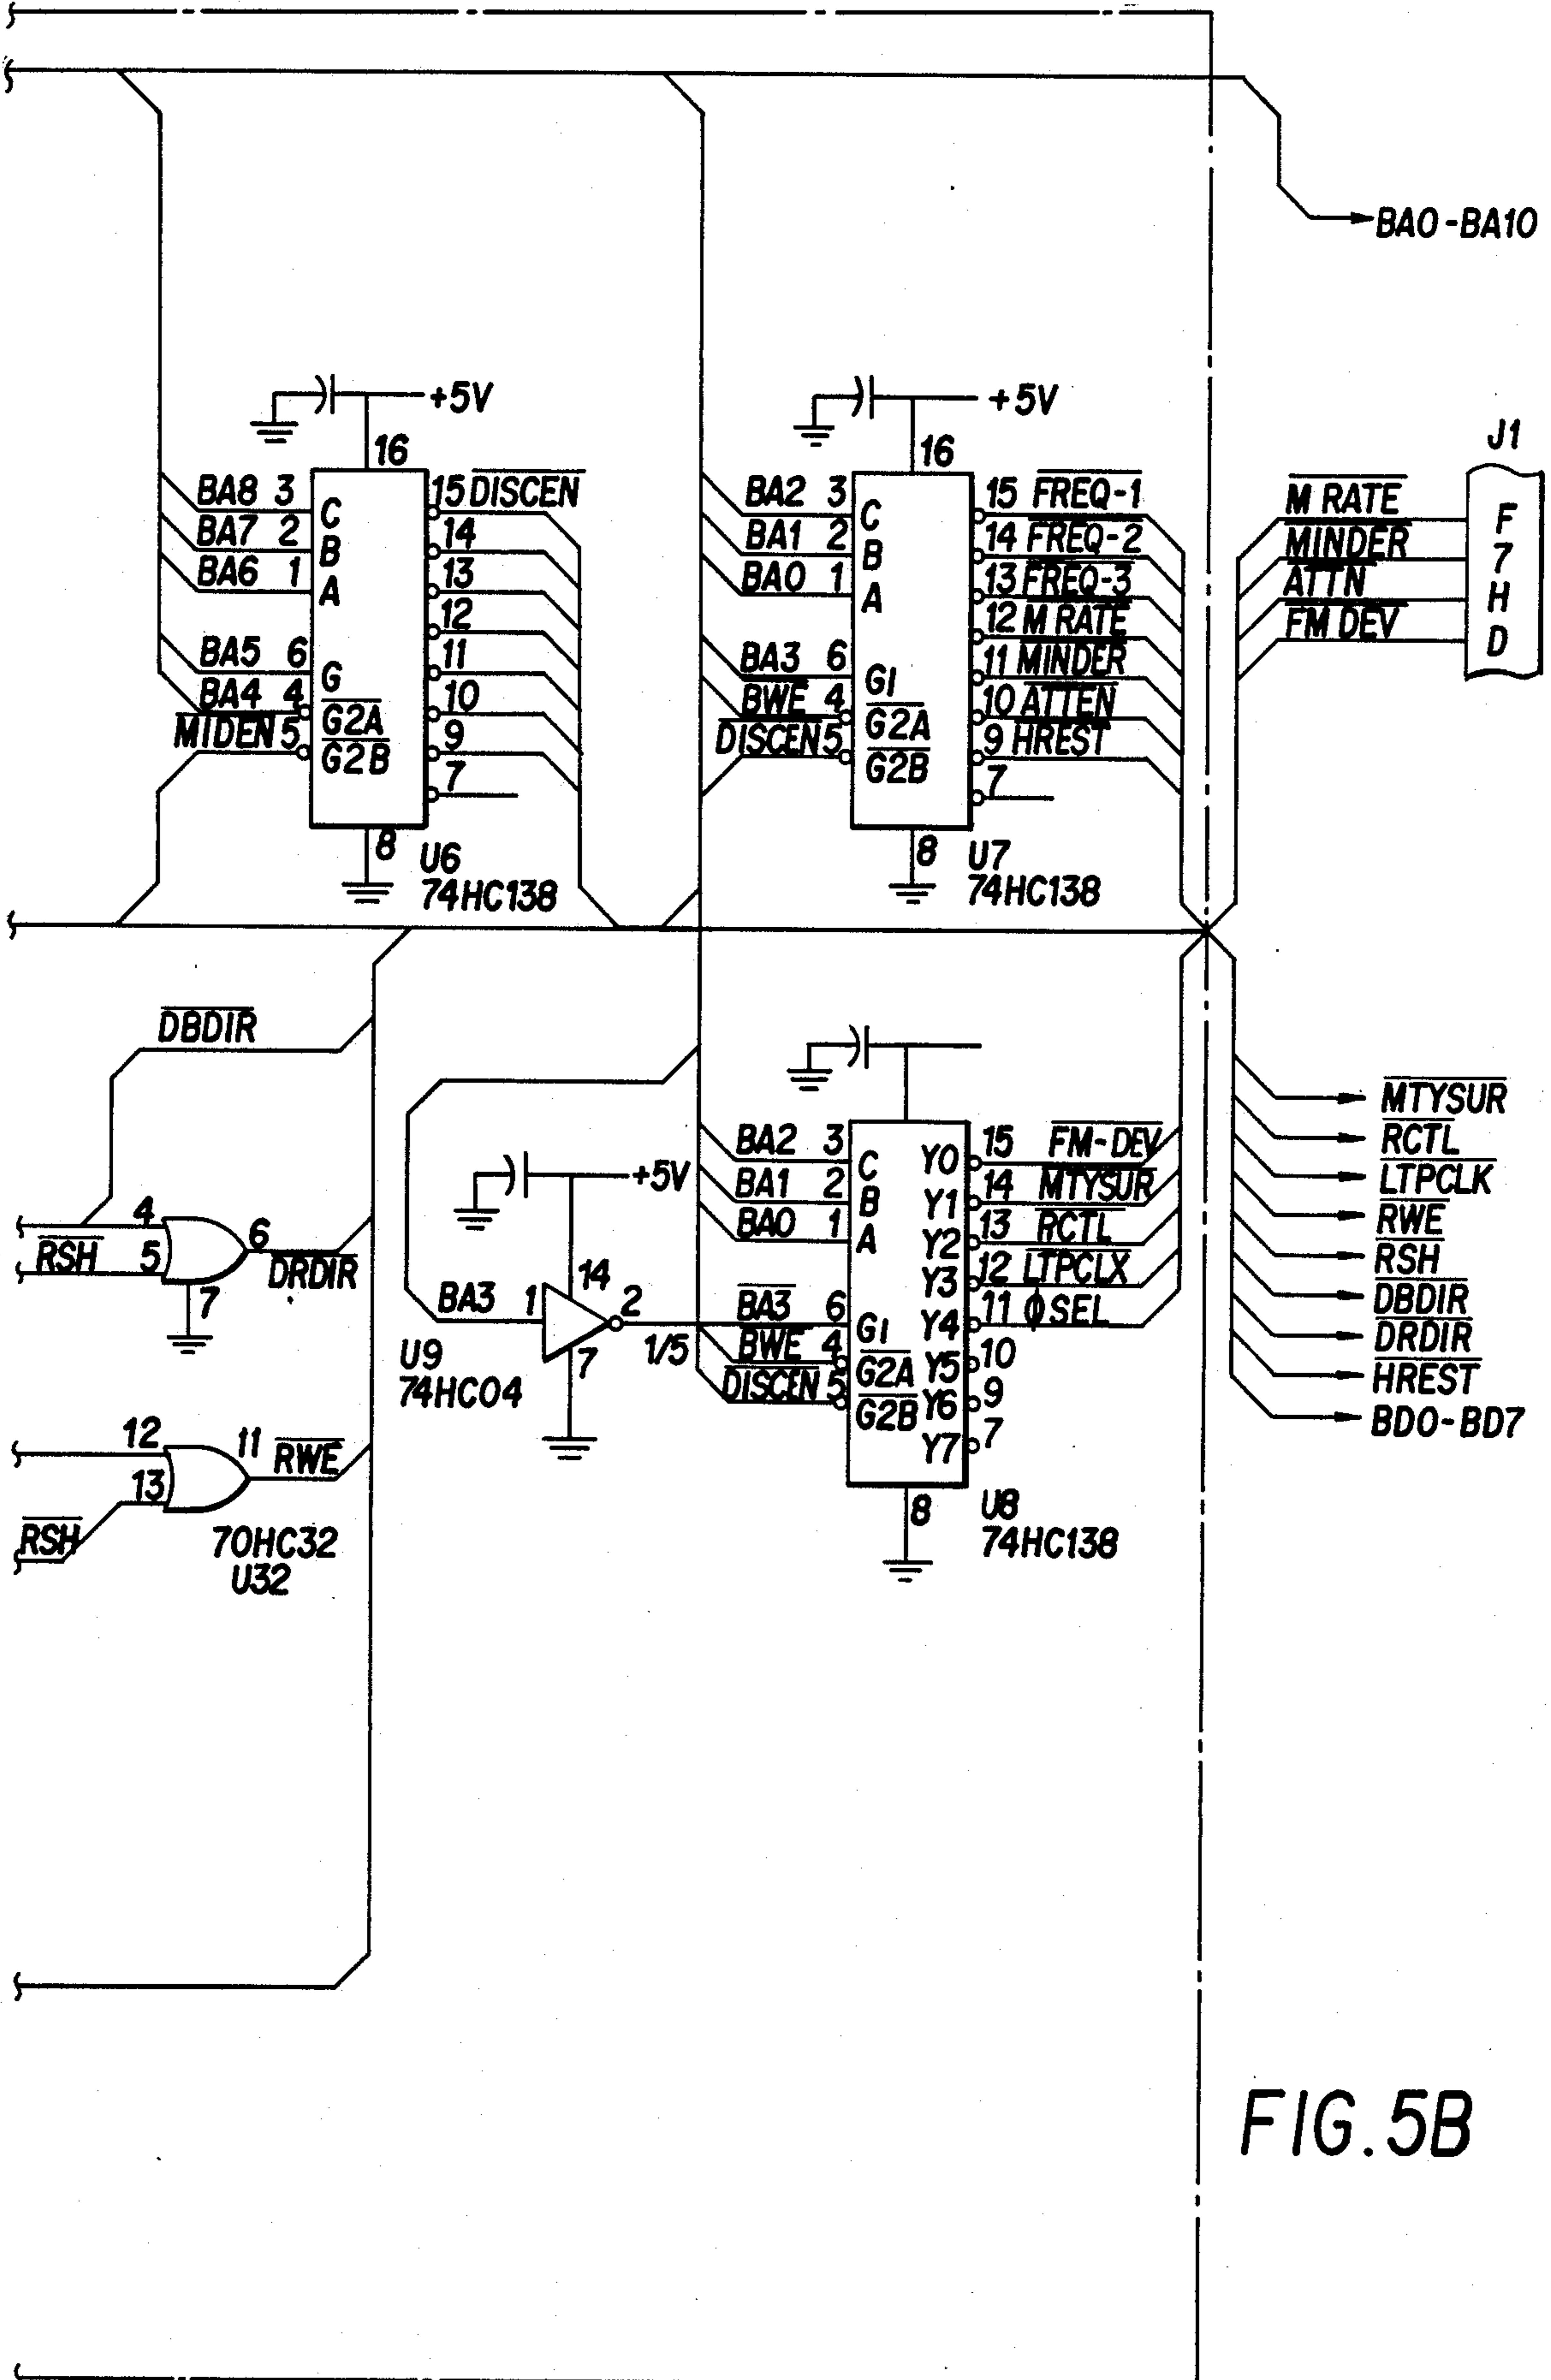 BA0-BA10
+5V
16
BA8 3 C
BA7 2 B
BA6 1 A
BA5 6 G
BA4 4 G2A
MIDEN 5 G2B
15 DISCEN
14
13
12
11
10
9
7
8
U6
74HC138
+5V
16
BA2 3 C
BA1 2 B
BA0 1 A
BA3 6 G1
BWE 4 G2A
DISCEN 5 G2B
15 FREQ-1
14 FREQ-2
13 FREQ-3
12 M RATE
11 MINDER
10 ATTEN
9 HREST
7
8
U7
74HC138
J1
M RATE F
MINDER 7
ATTN H
FM DEV D
DBDIR
4
RSH 5
6
DRDIR
7
12
13
11 RWE
RSH
70HC32
U32
+5V
14
BA3 1
2
7
1/5
U9
74HC04
BA2 3 C
BA1 2 B
BA0 1 A
BA3 6 G1
BWE 4 G2A
DISCEN 5 G2B
Y0 15 FM-DEV
Y1 14 MTYSUR
Y2 13 RCTL
Y3 12 LTPCLX
Y4 11 ϕSEL
Y5 10
Y6 9
Y7 7
8
U8
74HC138
MTYSUR
RCTL
LTPCLK
RWE
RSH
DBDIR
DRDIR
HREST
BD0-BD7
FIG. 5B